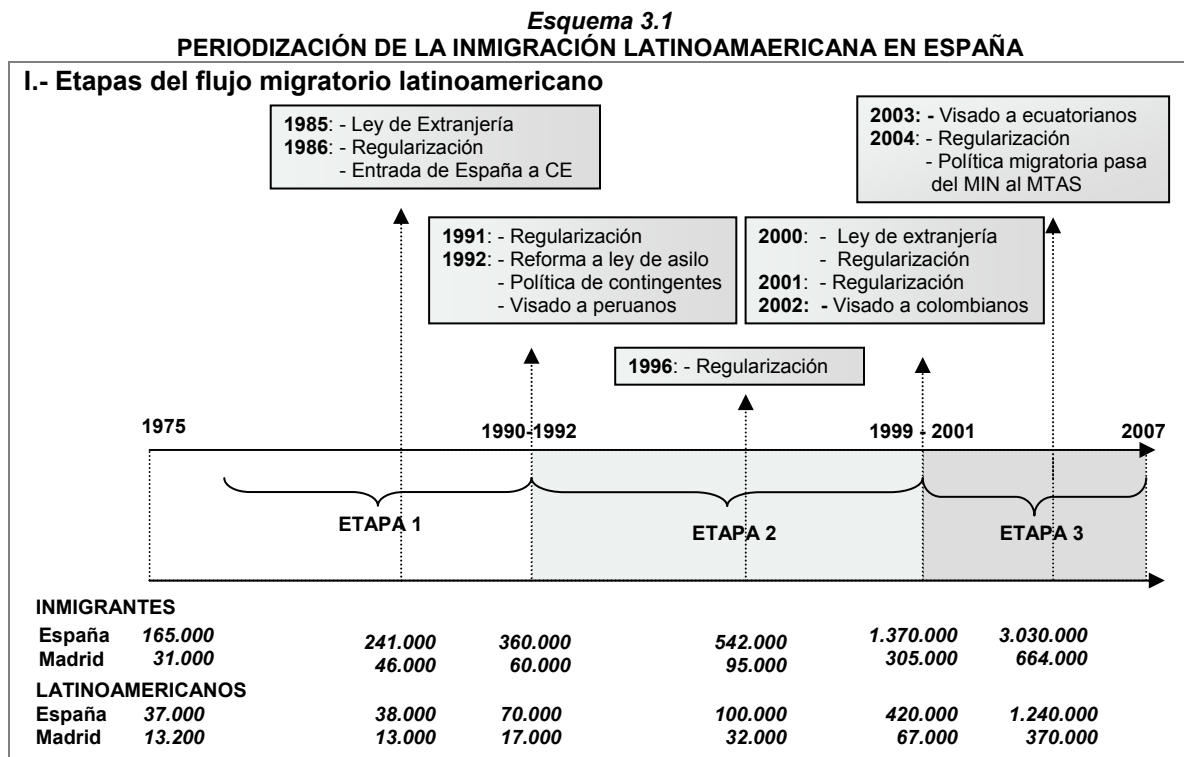 Esquema 3.1
PERIODIZACIÓN DE LA INMIGRACIÓN LATINOAMAERICANA EN ESPAÑA
I.- Etapas del flujo migratorio latinoamericano
1985: - Ley de Extranjería
1986: - Regularización
- Entrada de España a CE
2003: - Visado a ecuatorianos
2004: - Regularización
- Política migratoria pasa
del MIN al MTAS
1991: - Regularización
1992: - Reforma a ley de asilo
- Política de contingentes
- Visado a peruanos
2000: - Ley de extranjería
- Regularización
2001: - Regularización
2002: - Visado a colombianos
1996: - Regularización
1975 1990-1992 1999 - 2001 2007
ETAPA 1 ETAPA 2 ETAPA 3
INMIGRANTES
España 165.000 241.000 360.000 542.000 1.370.000 3.030.000
Madrid 31.000 46.000 60.000 95.000 305.000 664.000
LATINOAMERICANOS
España 37.000 38.000 70.000 100.000 420.000 1.240.000
Madrid 13.200 13.000 17.000 32.000 67.000 370.000